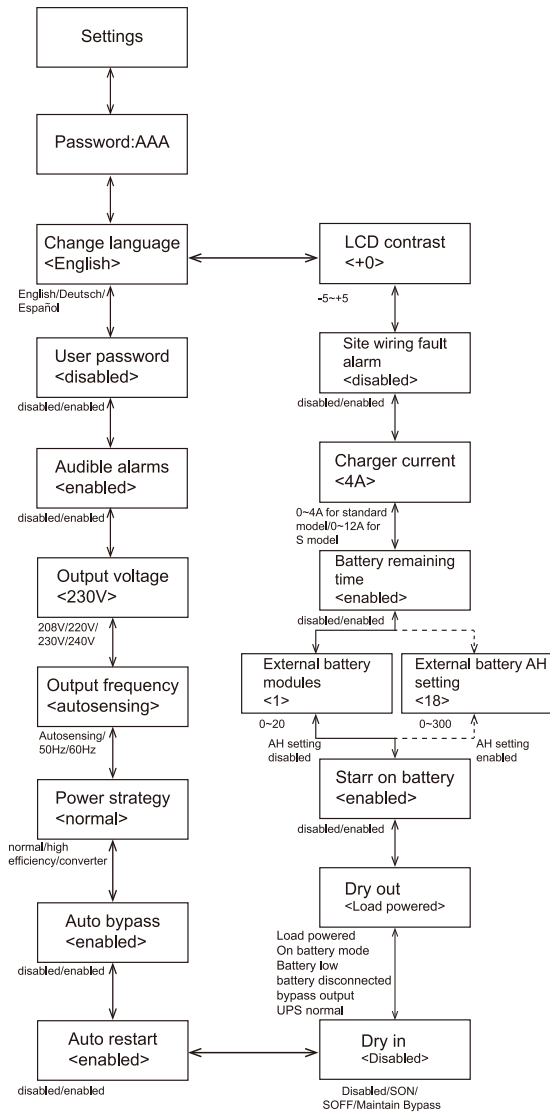 Settings
Password:AAA
Change language
<English>
English/Deutsch/
Español
User password
<disabled>
disabled/enabled
Audible alarms
<enabled>
disabled/enabled
Output voltage
<230V>
208V/220V/
230V/240V
Output frequency
<autosensing>
Autosensing/
50Hz/60Hz
Power strategy
<normal>
normal/high
efficiency/converter
Auto bypass
<enabled>
disabled/enabled
Auto restart
<enabled>
disabled/enabled
LCD contrast
<+0>
-5~+5
Site wiring fault
alarm
<disabled>
disabled/enabled
Charger current
<4A>
0~4A for standard
model/0~12A for
S model
Battery remaining
time
<enabled>
disabled/enabled
External battery
modules
<1>
0~20
AH setting
disabled
External battery AH
setting
<18>
0~300
AH setting
enabled
Starr on battery
<enabled>
disabled/enabled
Dry out
<Load powered>
Load powered
On battery mode
Battery low
battery disconnected
bypass output
UPS normal
Dry in
<Disabled>
Disabled/SON/
SOFF/Maintain Bypass